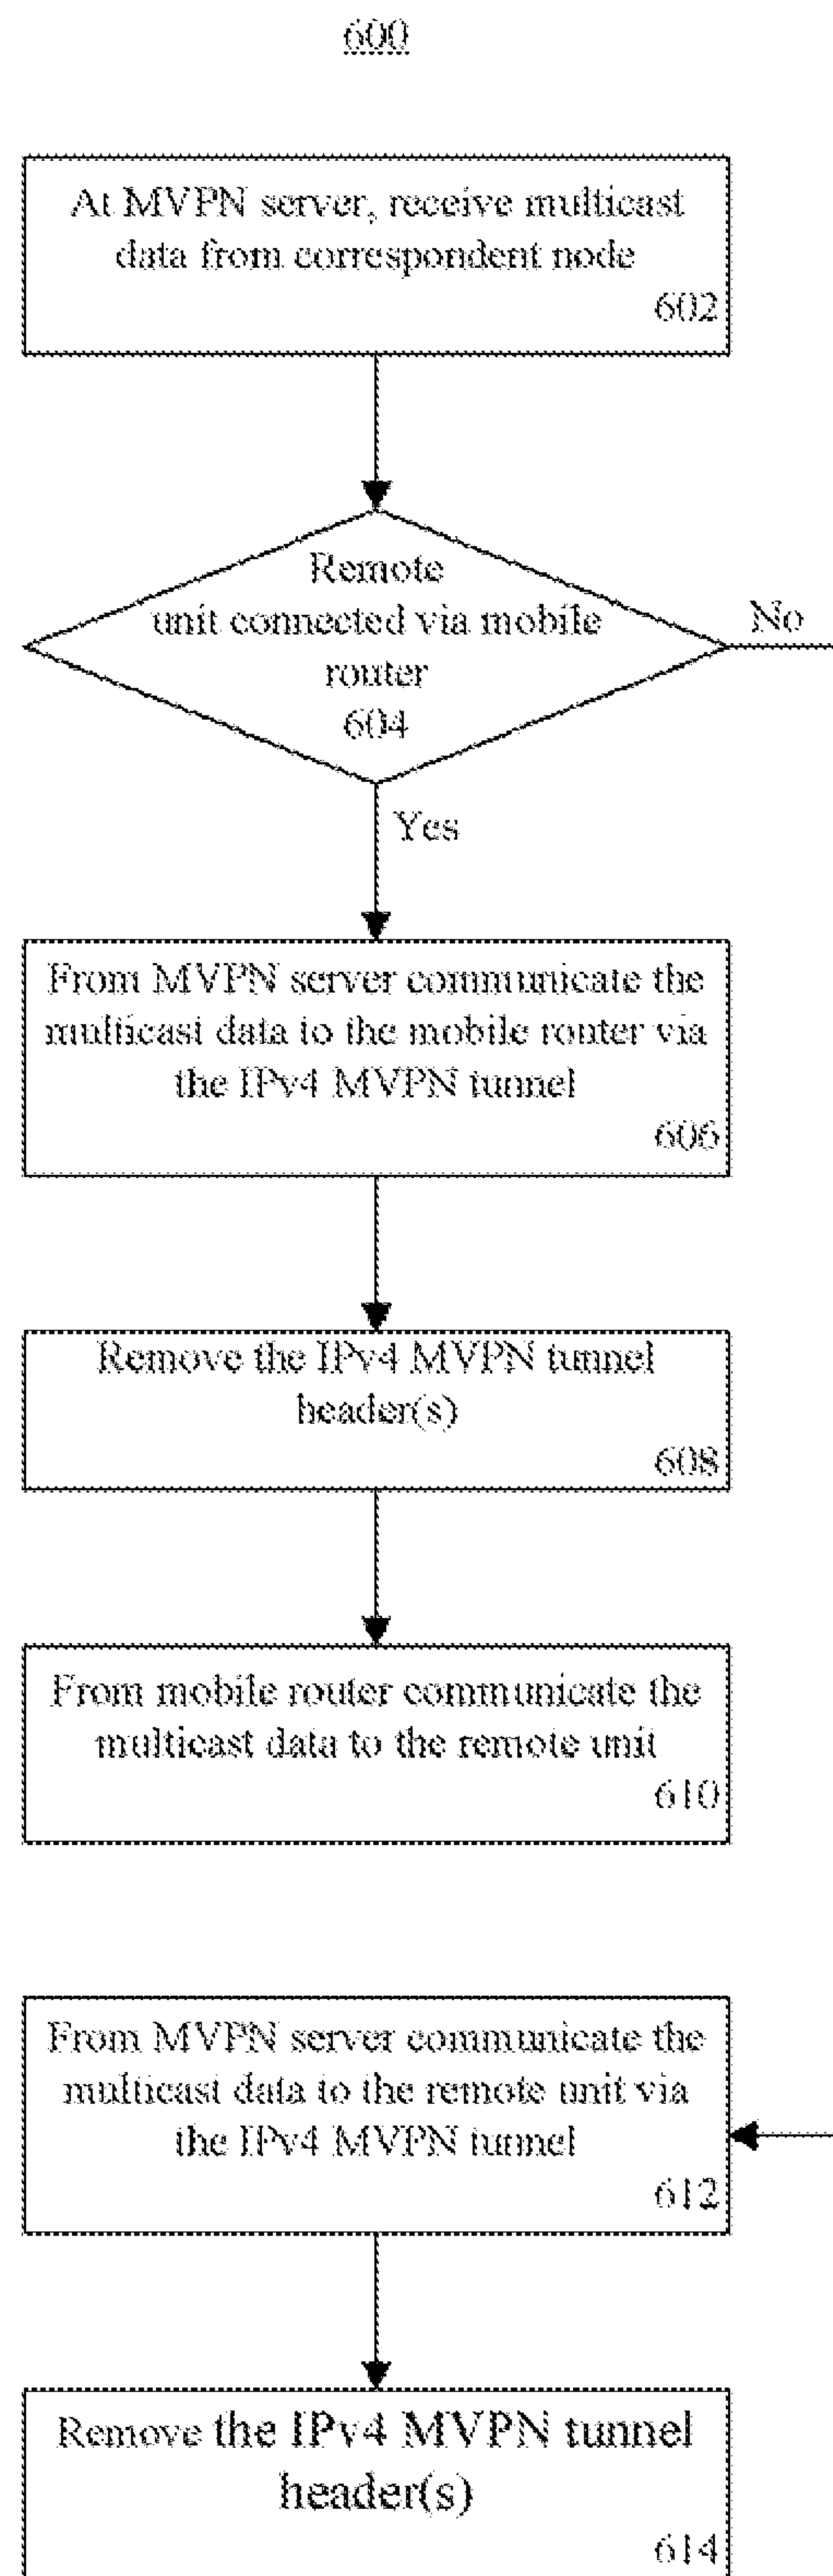 600
At MVPN server, receive multicast
data from correspondent node
602
Remote
unit connected via mobile
router
604
No
Yes
From MVPN server communicate the
multicast data to the mobile router via
the IPv4 MVPN tunnel
606
Remove the IPv4 MVPN tunnel
header(s)
608
From mobile router communicate the
multicast data to the remote unit
610
From MVPN server communicate the
multicast data to the remote unit via
the IPv4 MVPN tunnel
612
Remove the IPv4 MVPN tunnel
header(s)
614